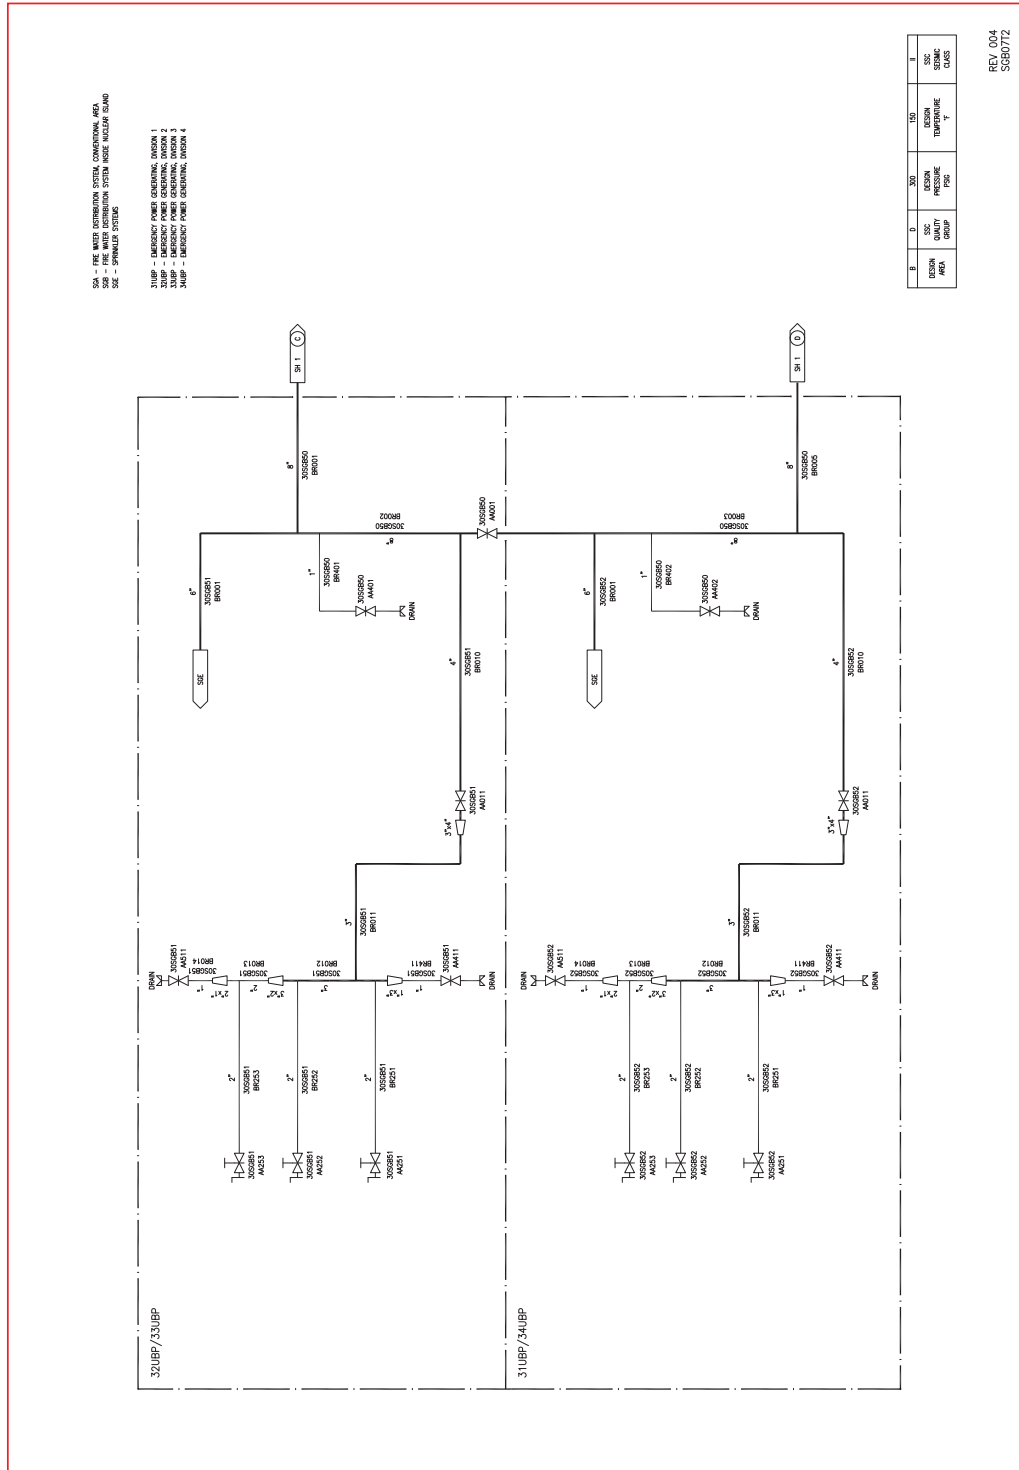 SGA - FIRE WATER DISTRIBUTION SYSTEM, CONVENTIONAL AREA
SGB - FIRE WATER DISTRIBUTION SYSTEM INSIDE NUCLEAR ISLAND
SGE - SPRINKLER SYSTEMS
31UBP - EMERGENCY POWER GENERATING, DIVISION 1
32UBP - EMERGENCY POWER GENERATING, DIVISION 2
33UBP - EMERGENCY POWER GENERATING, DIVISION 3
34UBP - EMERGENCY POWER GENERATING, DIVISION 4
32UBP/33UBP
DRAIN
30SGB51
AA511
1"
30SGB51
BR014
2"x1"
2"
30SGB51
BR013
3"x2"
3"
30SGB51
BR012
1"x3"
1"
30SGB51
BR411
30SGB51
AA411
DRAIN
2"
30SGB51
BR253
30SGB51
AA253
2"
30SGB51
BR252
30SGB51
AA252
2"
30SGB51
BR251
30SGB51
AA251
3"
30SGB51
BR011
3"x4"
30SGB51
AA011
4"
30SGB51
BR010
SGE
6"
30SGB51
BR001
1"
30SGB50
BR401
30SGB50
AA401
DRAIN
8"
30SGB50
BR002
30SGB50
AA001
8"
30SGB50
BR001
SH 1
C
31UBP/34UBP
DRAIN
30SGB52
AA511
1"
30SGB52
BR014
2"x1"
2"
30SGB52
BR013
3"x2"
3"
30SGB52
BR012
1"x3"
1"
30SGB52
BR411
30SGB52
AA411
DRAIN
2"
30SGB52
BR253
30SGB52
AA253
2"
30SGB52
BR252
30SGB52
AA252
2"
30SGB52
BR251
30SGB52
AA251
3"
30SGB52
BR011
3"x4"
30SGB52
AA011
4"
30SGB52
BR010
SGE
6"
30SGB52
BR001
1"
30SGB50
BR402
30SGB50
AA402
DRAIN
8"
30SGB50
BR003
8"
30SGB50
BR005
SH 1
D
B D 300 150 II
DESIGN
AREA
SSC
QUALITY
GROUP
DESIGN
PRESSURE
PSIG
DESIGN
TEMPERATURE
°F
SSC
SEISMIC
CLASS
REV 004
SGB07T2